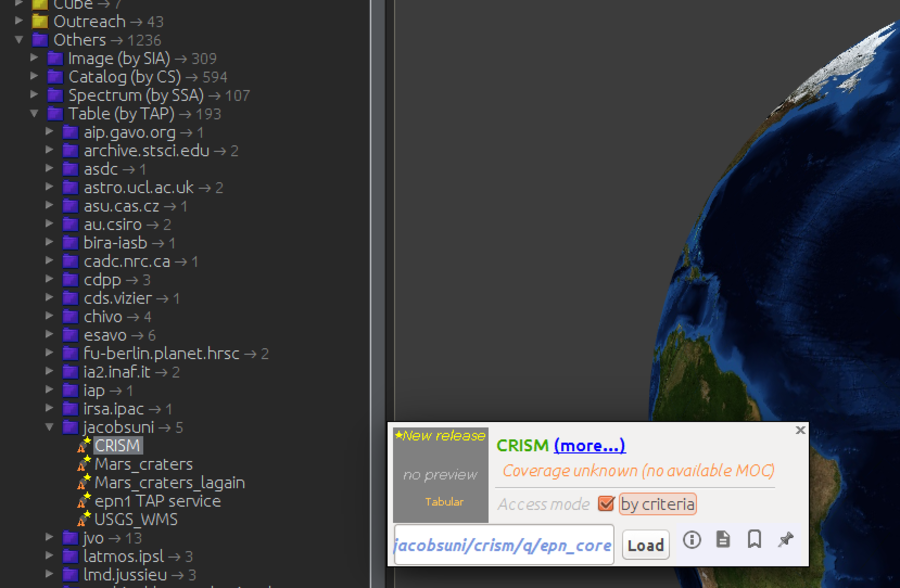 Cube → 7
Outreach → 43
Others → 1236
Image (by SIA) → 309
Catalog (by CS) → 594
Spectrum (by SSA) → 107
Table (by TAP) → 193
aip.gavo.org → 1
archive.stsci.edu → 2
asdc → 1
astro.ucl.ac.uk → 2
asu.cas.cz → 1
au.csiro → 2
bira-iasb → 1
cadc.nrc.ca → 1
cdpp → 3
cds.vizier → 1
chivo → 4
esavo → 6
fu-berlin.planet.hrsc → 2
ia2.inaf.it → 2
iap → 1
irsa.ipac → 1
jacobsuni → 5
CRISM
Mars_craters
Mars_craters_lagain
epn1 TAP service
USGS_WMS
jvo → 13
latmos.ipsl → 3
lmd.jussieu → 3
New release
no preview
Tabular
CRISM (more...)
Coverage unknown (no available MOC)
Access mode by criteria
jacobsuni/crism/q/epn_core Load